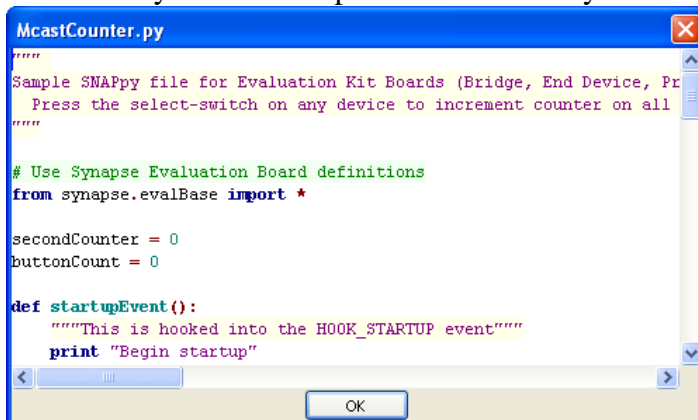 McastCounter.py
"""
Sample SNAPpy file for Evaluation Kit Boards (Bridge, End Device, Pr
  Press the select-switch on any device to increment counter on all
"""

# Use Synapse Evaluation Board definitions
from synapse.evalBase import *

secondCounter = 0
buttonCount = 0

def startupEvent():
    """This is hooked into the HOOK_STARTUP event"""
    print "Begin startup"
OK